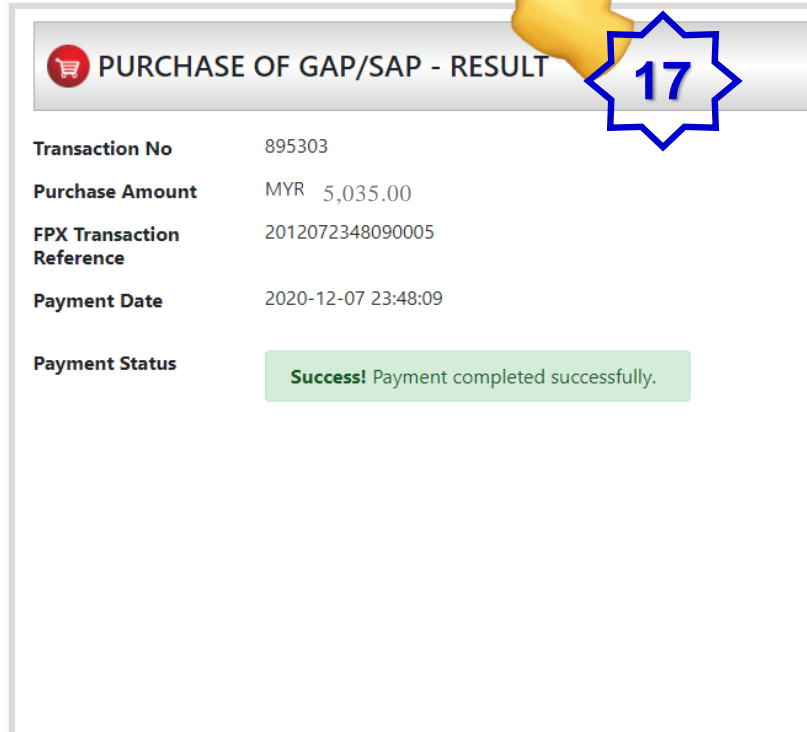 PURCHASE OF GAP/SAP - RESULT
17
Transaction No 895303
Purchase Amount MYR 5,035.00
FPX Transaction 2012072348090005
Reference
Payment Date 2020-12-07 23:48:09
Payment Status Success! Payment completed successfully.